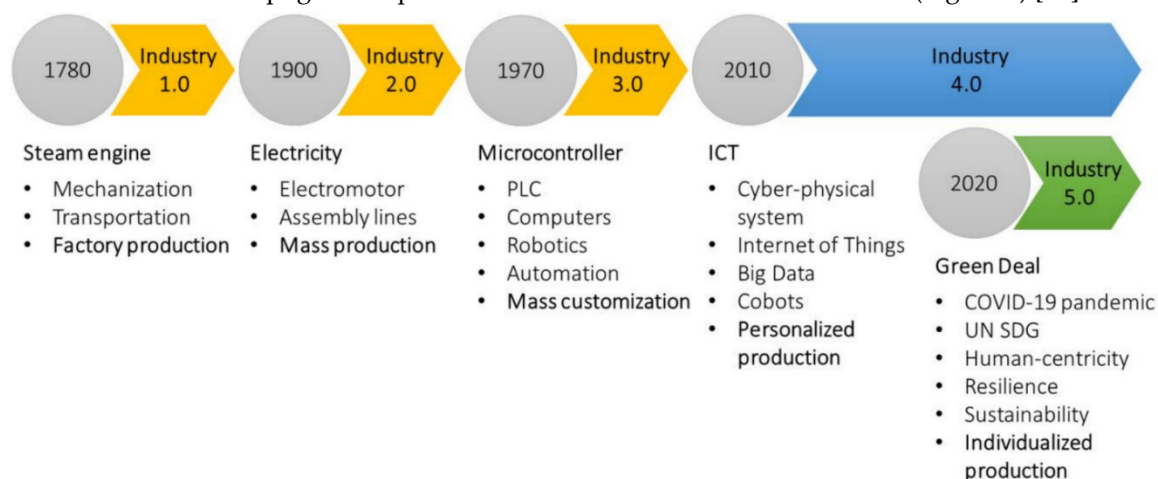 1780
Industry
1.0
1900
Industry
2.0
1970
Industry
3.0
2010
Industry
4.0
Steam engine
• Mechanization
• Transportation
• Factory production
Electricity
• Electromotor
• Assembly lines
• Mass production
Microcontroller
• PLC
• Computers
• Robotics
• Automation
• Mass customization
ICT
• Cyber-physical
system
• Internet of Things
• Big Data
• Cobots
• Personalized
production
2020
Industry
5.0
Green Deal
• COVID-19 pandemic
• UN SDG
• Human-centricity
• Resilience
• Sustainability
• Individualized
production